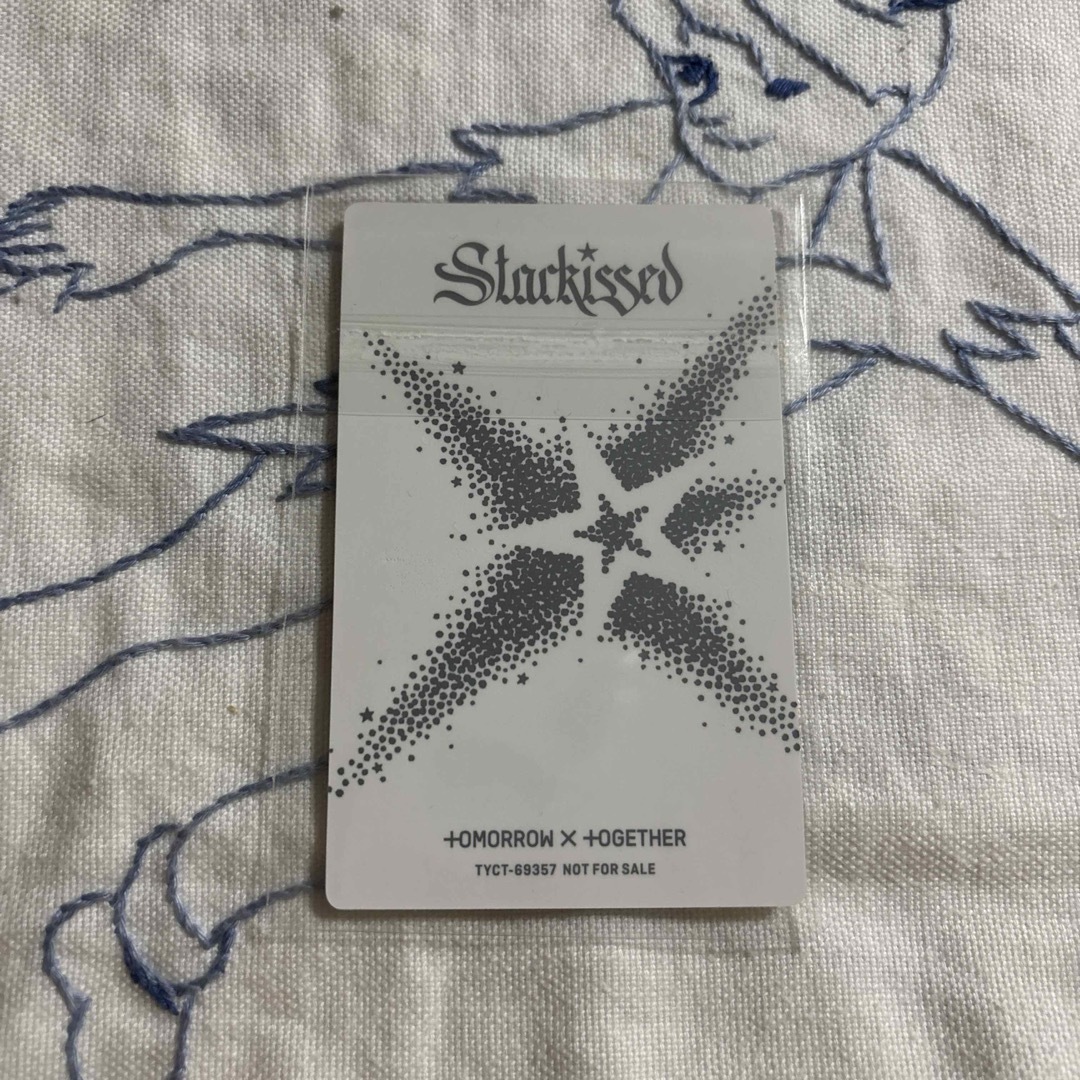 Starkissed
TOMORROW X TOGETHER
TYCT-69357 NOT FOR SALE